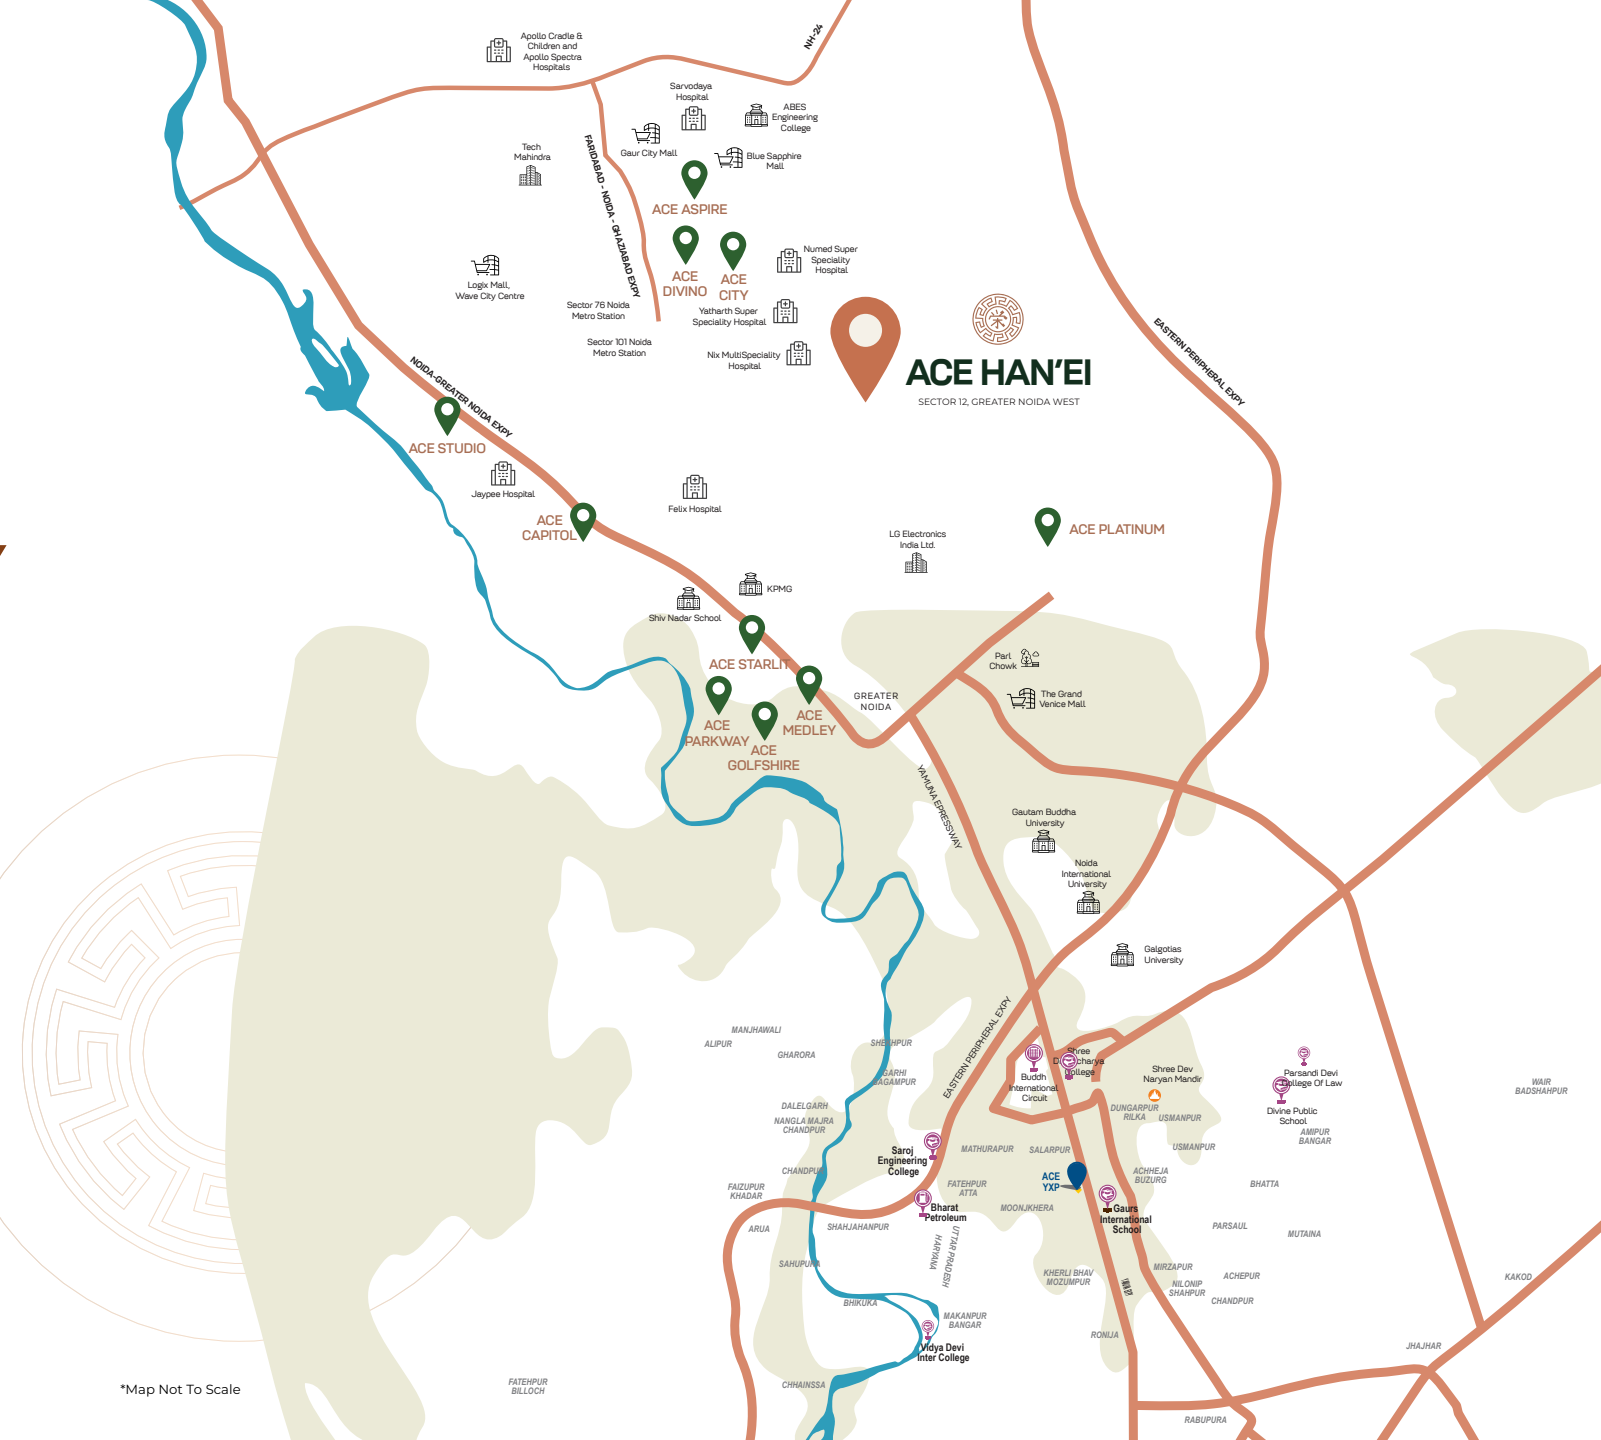 Apollo Cradle &
Children and
Apollo Spectra
Hospitals
NH-24
Sarvodaya
Hospital
ABES
Engineering
College
Tech
Mahindra
FARIDABAD - NOIDA - GHAZIABAD EXPY
Gaur City Mall
Blue Sapphire
Mall
ACE ASPIRE
ACE
DIVINO
ACE
CITY
Numed Super
Speciality
Hospital
Logix Mall,
Wave City Centre
Sector 76 Noida
Metro Station
Yatharth Super
Speciality Hospital
Sector 101 Noida
Metro Station
Nix MultiSpeciality
Hospital
ACE HAN'EI
SECTOR 12, GREATER NOIDA WEST
EASTERN PERIPHERAL EXPY
NOIDA-GREATER NOIDA EXPY
ACE STUDIO
Jaypee Hospital
Felix Hospital
ACE
CAPITOL
ACE PLATINUM
LG Electronics
India Ltd.
KPMG
Shiv Nadar School
ACE STARLIT
ACE
PARKWAY
ACE
GOLFSHIRE
ACE
MEDLEY
GREATER
NOIDA
Parl
Chowk
The Grand
Venice Mall
YAMUNA EPRESSWAY
Gautam Buddha
University
Noida
International
University
Galgotias
University
EASTERN PERIPHERAL EXPY
MANJHAWALI
ALIPUR
GHARORA
SHEKHPUR
GARHI
BAGAMPUR
DALELGARH
NANGLA MAJRA
CHANDPUR
CHANDPUR
FAIZUPUR
KHADAR
ARUA
SHAHJAHANPUR
SAHUPURA
BHIKUKA
Buddh
International
Circuit
Shree
College
Shree Dev
Naryan Mandir
Parsandi Devi
College Of Law
Divine Public
School
WAIR
BADSHAHPUR
DUNGARPUR
RILKA
USMANPUR
AMIPUR
BANGAR
USMANPUR
Saroj
Engineering
College
MATHURAPUR
SALARPUR
ACE
YXP
ACHHEJA
BUZURG
BHATTA
FATEHPUR
ATTA
MOONJKHERA
Bharat
Petroleum
Gaurs
International
School
PARSAUL
MUTAINA
HARYANA
UTTAR PRADESH
KHERLI BHAV
MOZUMPUR
MIRZAPUR
NILONIP
SHAHPUR
ACHEPUR
CHANDPUR
KAKOD
MAKANPUR
BANGAR
RONIJA
Vidya Devi
Inter College
JHAJHAR
CHHAINSSA
FATEHPUR
BILLOCH
RABUPURA
*Map Not To Scale